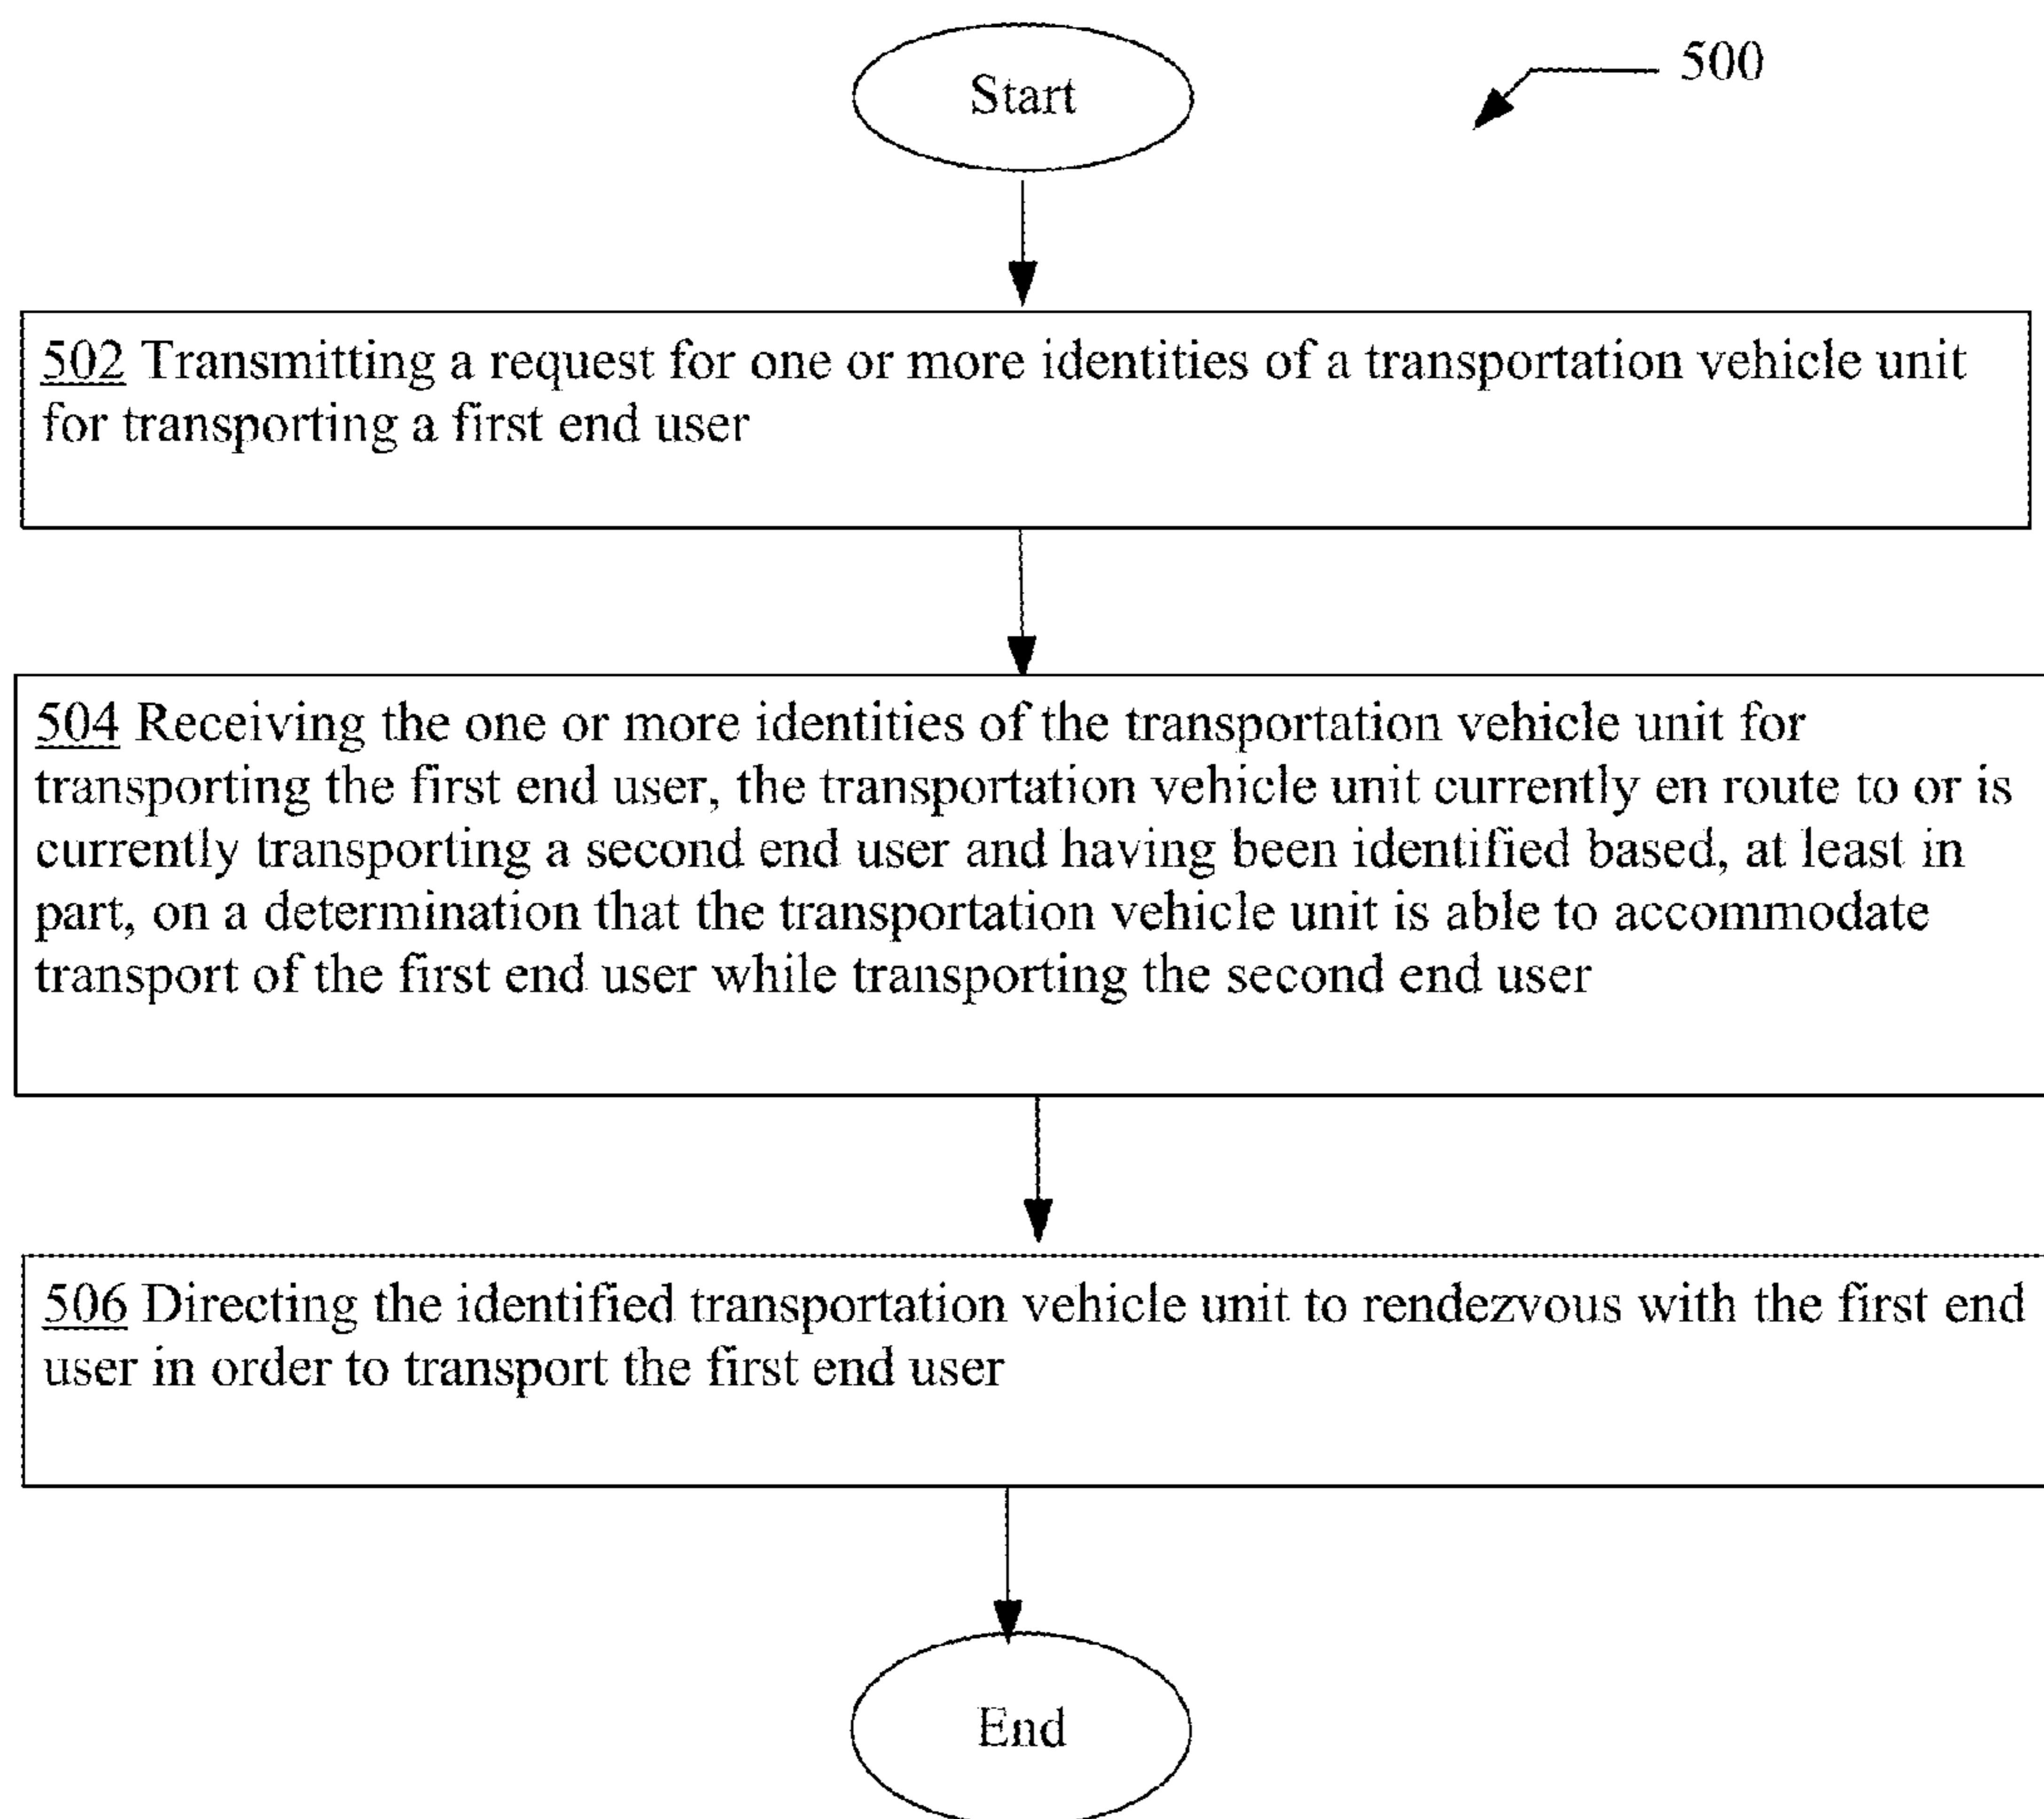 Start
500
502 Transmitting a request for one or more identities of a transportation vehicle unit
for transporting a first end user
504 Receiving the one or more identities of the transportation vehicle unit for
transporting the first end user, the transportation vehicle unit currently en route to or is
currently transporting a second end user and having been identified based, at least in
part, on a determination that the transportation vehicle unit is able to accommodate
transport of the first end user while transporting the second end user
506 Directing the identified transportation vehicle unit to rendezvous with the first end
user in order to transport the first end user
End